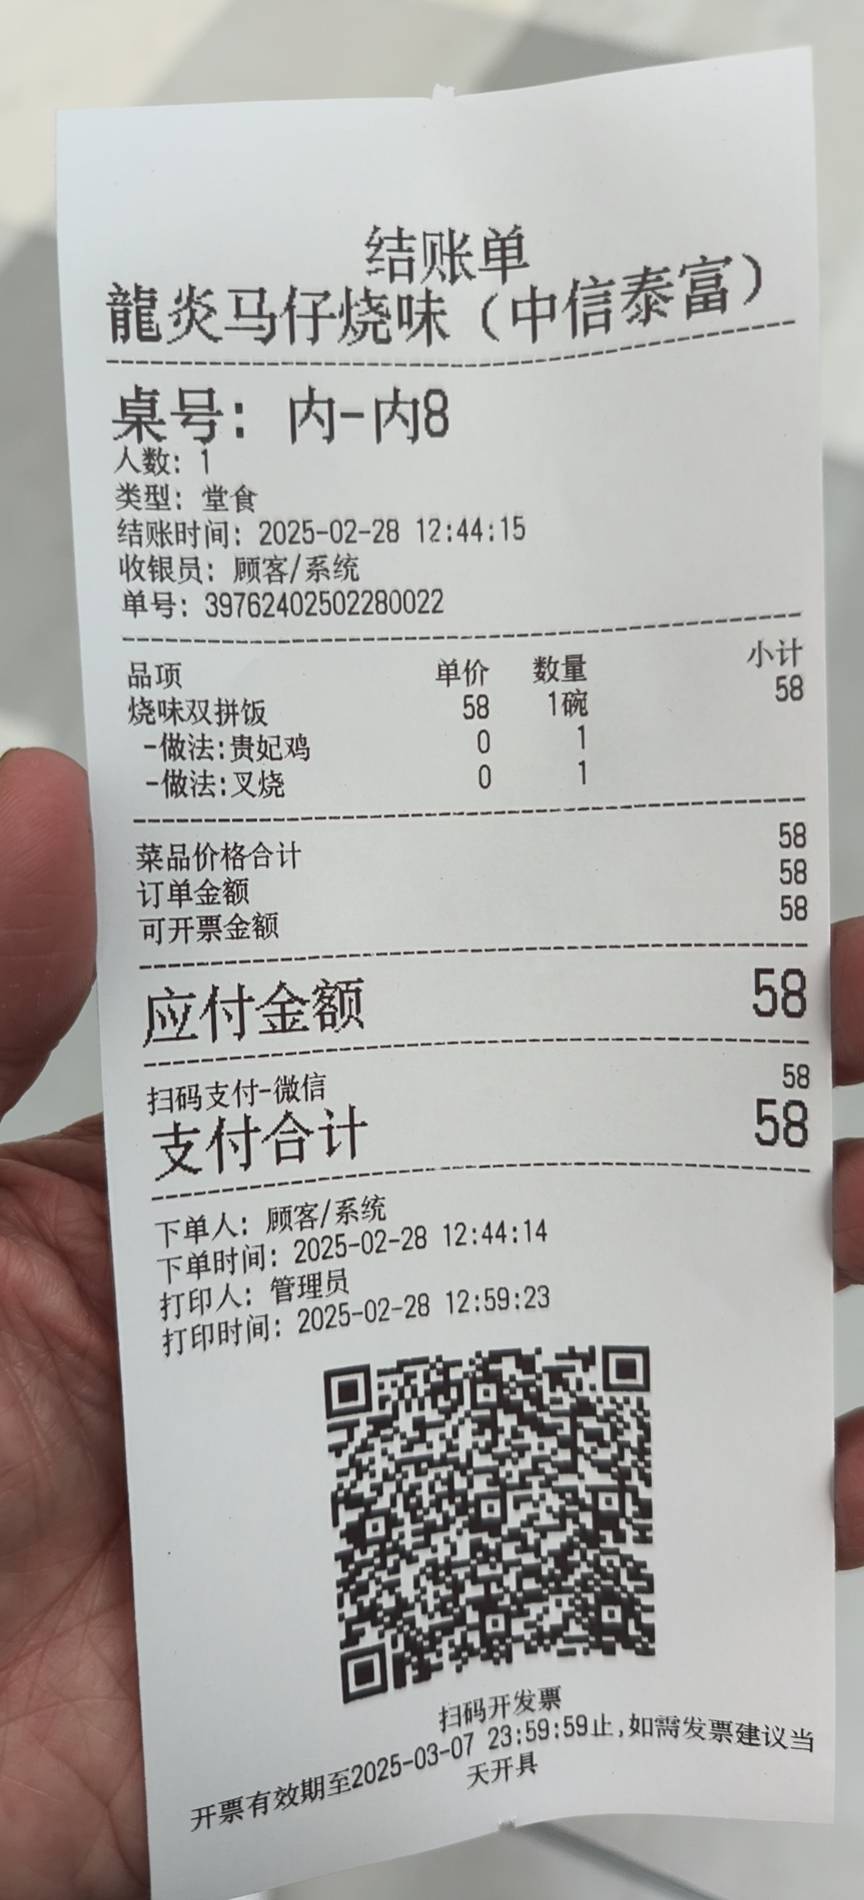 结账单
龍炎马仔烧味（中信泰富）
桌号: 内-内8
人数: 1
类型: 堂食
结账时间: 2025-02-28 12:44:15
收银员: 顾客/系统
单号: 39762402502280022
品项 单价 数量 小计
烧味双拼饭 58 1碗 58
-做法:贵妃鸡 0 1
-做法:叉烧 0 1
菜品价格合计 58
订单金额 58
可开票金额 58
应付金额 58
扫码支付-微信 58
支付合计 58
下单人: 顾客/系统
下单时间: 2025-02-28 12:44:14
打印人: 管理员
打印时间: 2025-02-28 12:59:23
扫码开发票
开票有效期至2025-03-07 23:59:59止,如需发票建议当
天开具